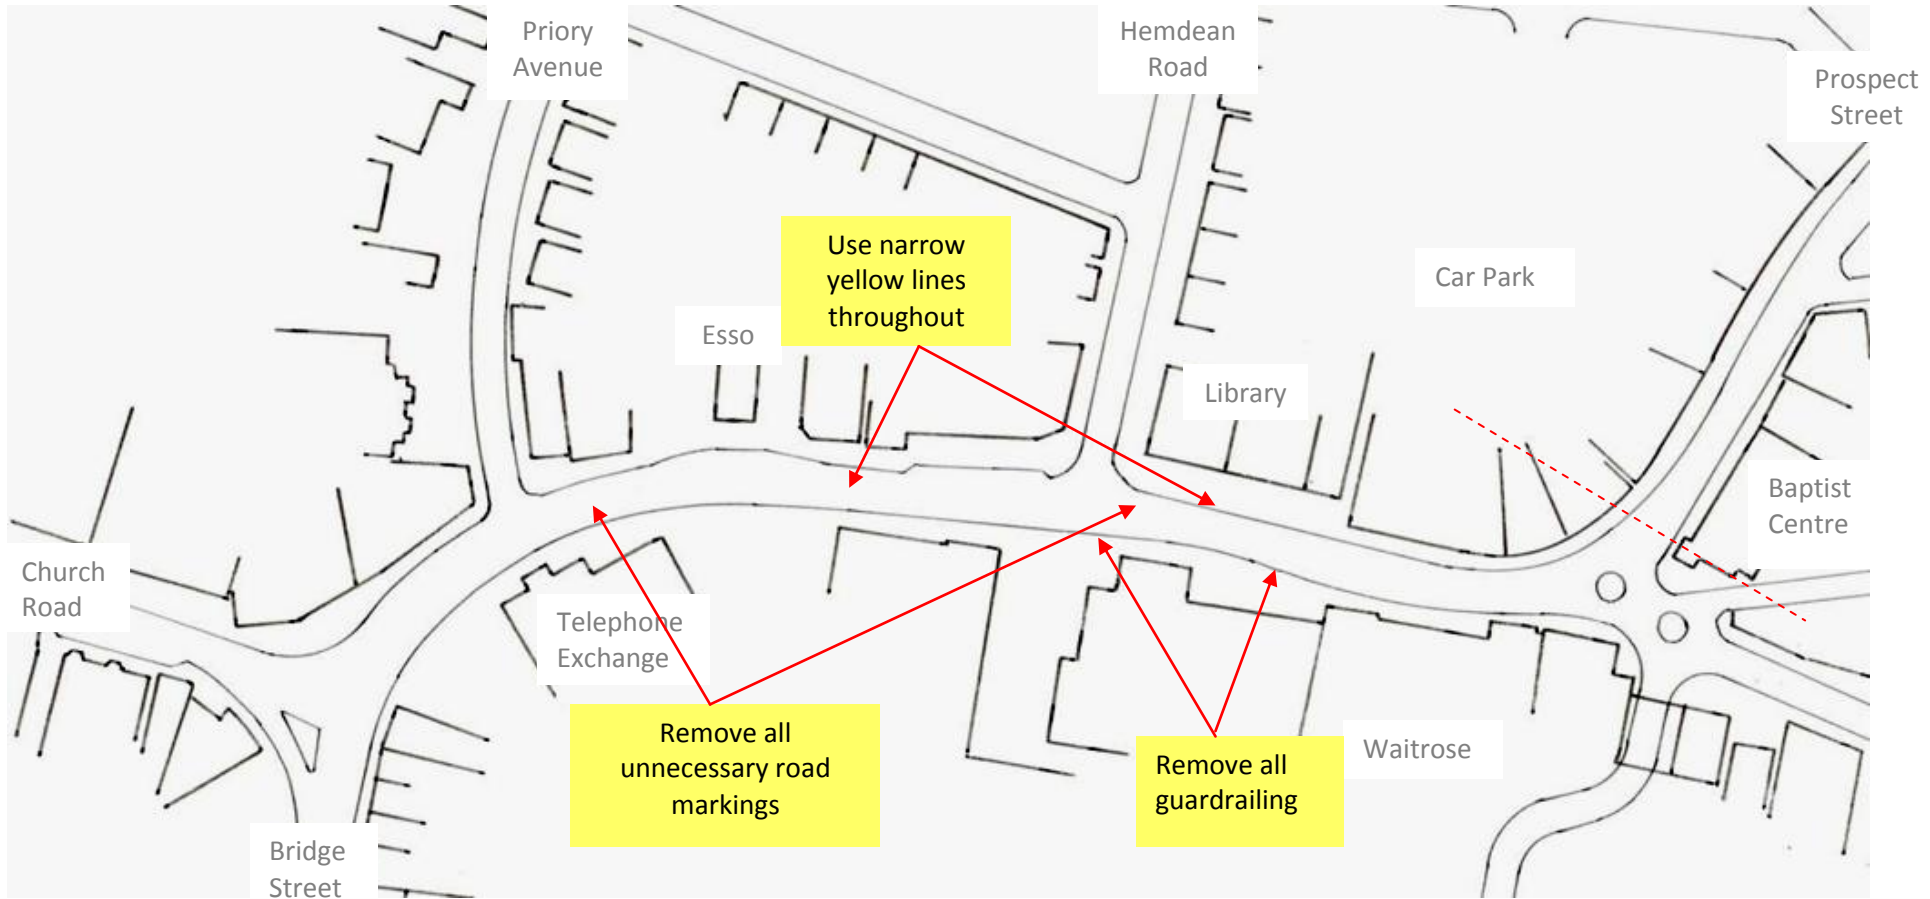 Priory
Avenue
Hemdean
Road
Prospect
Street
Use narrow
yellow lines
throughout
Car Park
Esso
Library
Baptist
Centre
Church
Road
Telephone
Exchange
Remove all
unnecessary road
markings
Remove all
guardrailing
Waitrose
Bridge
Street